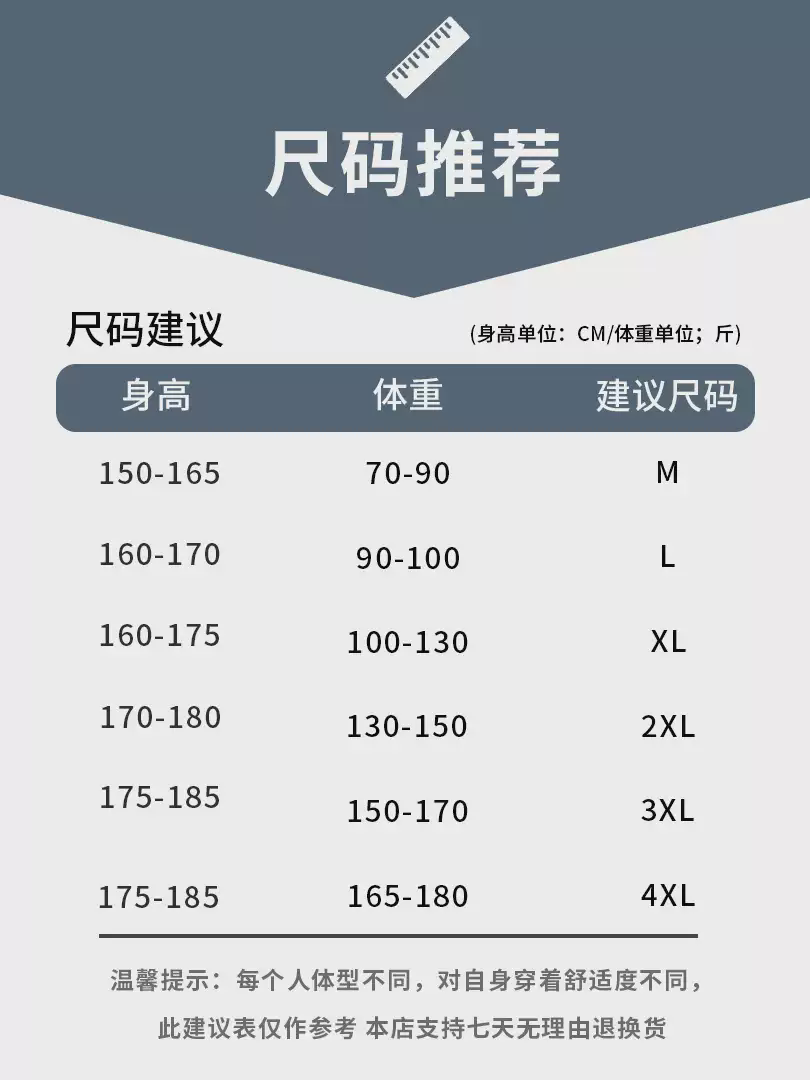 尺码推荐
尺码建议 (身高单位：CM/体重单位；斤)
身高 体重 建议尺码
150-165 70-90 M
160-170 90-100 L
160-175 100-130 XL
170-180 130-150 2XL
175-185 150-170 3XL
175-185 165-180 4XL
温馨提示：每个人体型不同，对自身穿着舒适度不同，
此建议表仅作参考 本店支持七天无理由退换货